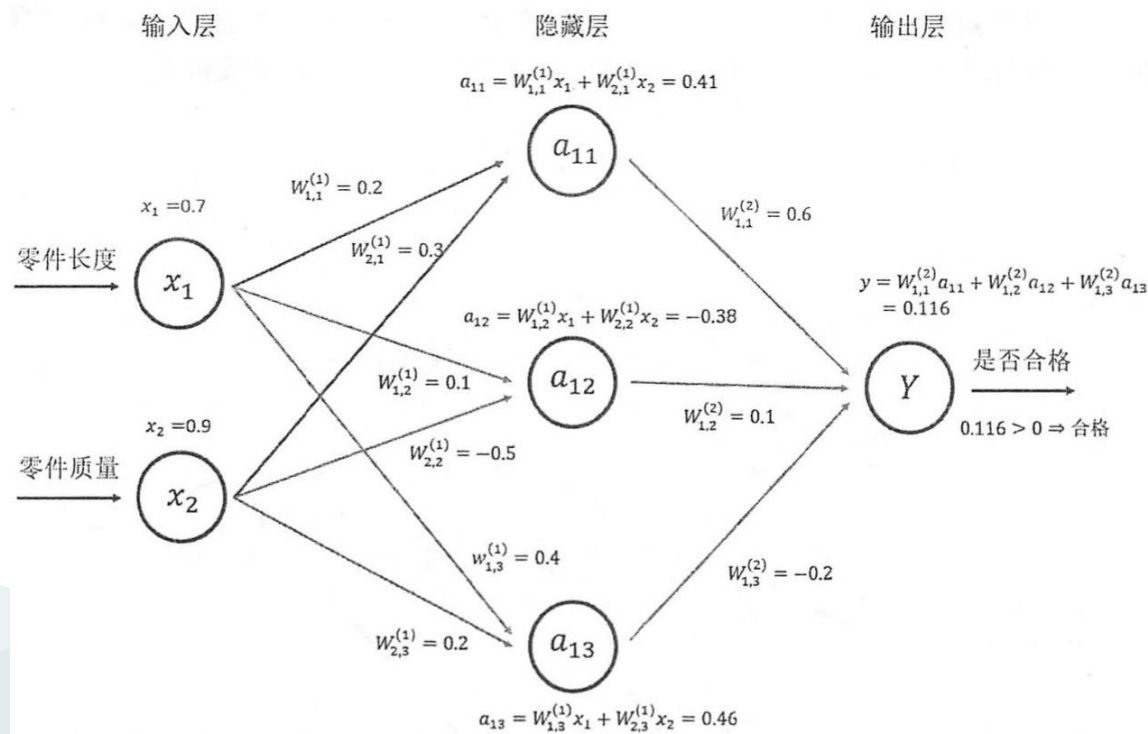 输入层 隐藏层 输出层
a₁₁ = W₁,₁⁽¹⁾x₁ + W₂,₁⁽¹⁾x₂ = 0.41
a₁₁
W₁,₁⁽¹⁾ = 0.2
x₁ =0.7
W₁,₁⁽²⁾ = 0.6
W₂,₁⁽¹⁾ = 0.3
零件长度
x₁
y = W₁,₁⁽²⁾a₁₁ + W₁,₂⁽²⁾a₁₂ + W₁,₃⁽²⁾a₁₃
= 0.116
a₁₂ = W₁,₂⁽¹⁾x₁ + W₂,₂⁽¹⁾x₂ = −0.38
是否合格
W₁,₂⁽¹⁾ = 0.1
a₁₂
Y
W₁,₂⁽²⁾ = 0.1
0.116 > 0 ⇒ 合格
x₂ =0.9
W₂,₂⁽¹⁾ = −0.5
零件质量
x₂
w₁,₃⁽¹⁾ = 0.4
W₁,₃⁽²⁾ = −0.2
W₂,₃⁽¹⁾ = 0.2
a₁₃
a₁₃ = W₁,₃⁽¹⁾x₁ + W₂,₃⁽¹⁾x₂ = 0.46